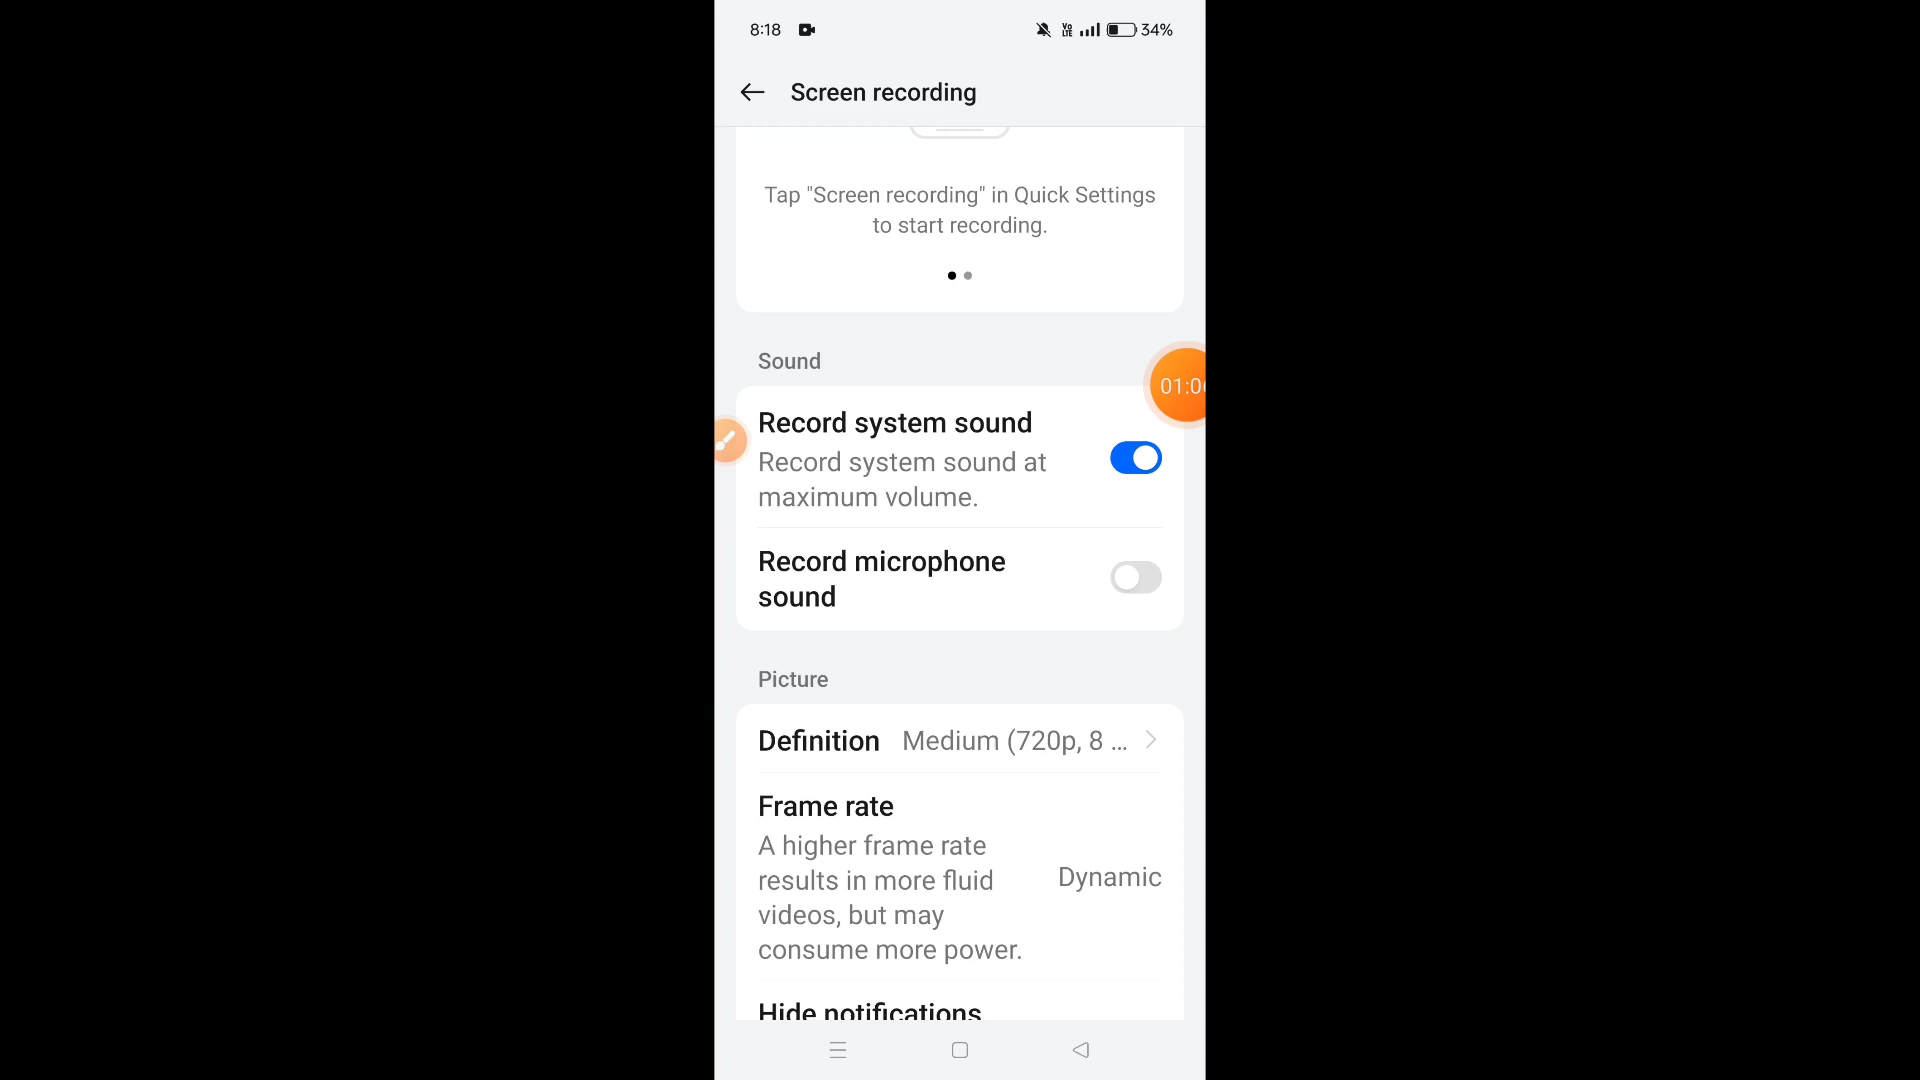 8:18 34%
Screen recording
Tap "Screen recording" in Quick Settings
to start recording.
Sound
01:0
Record system sound
Record system sound at
maximum volume.
Record microphone
sound
Picture
Definition Medium (720p, 8 ...
Frame rate
A higher frame rate
results in more fluid
videos, but may
consume more power.
Dynamic
Hide notifications